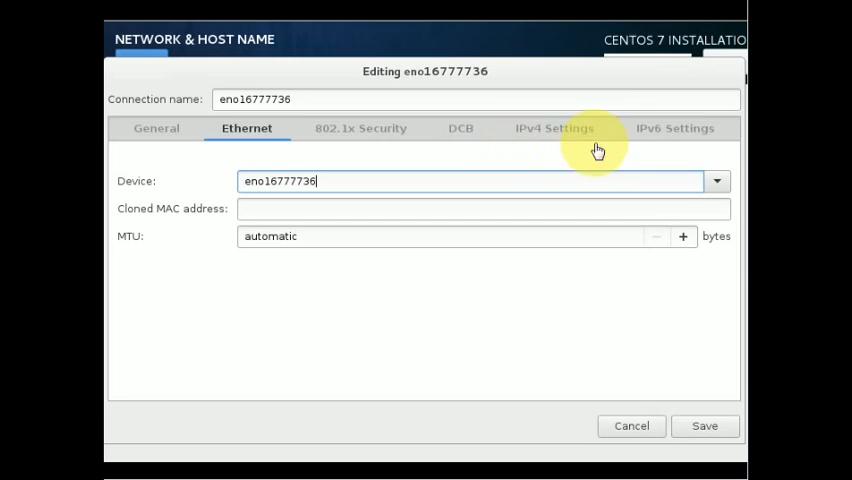 NETWORK & HOST NAME
CENTOS 7 INSTALLATIO
Editing eno16777736
Connection name: eno16777736
General Ethernet 802.1x Security DCB IPv4 Settings IPv6 Settings
Device: eno16777736
Cloned MAC address:
MTU: automatic − + bytes
Cancel Save